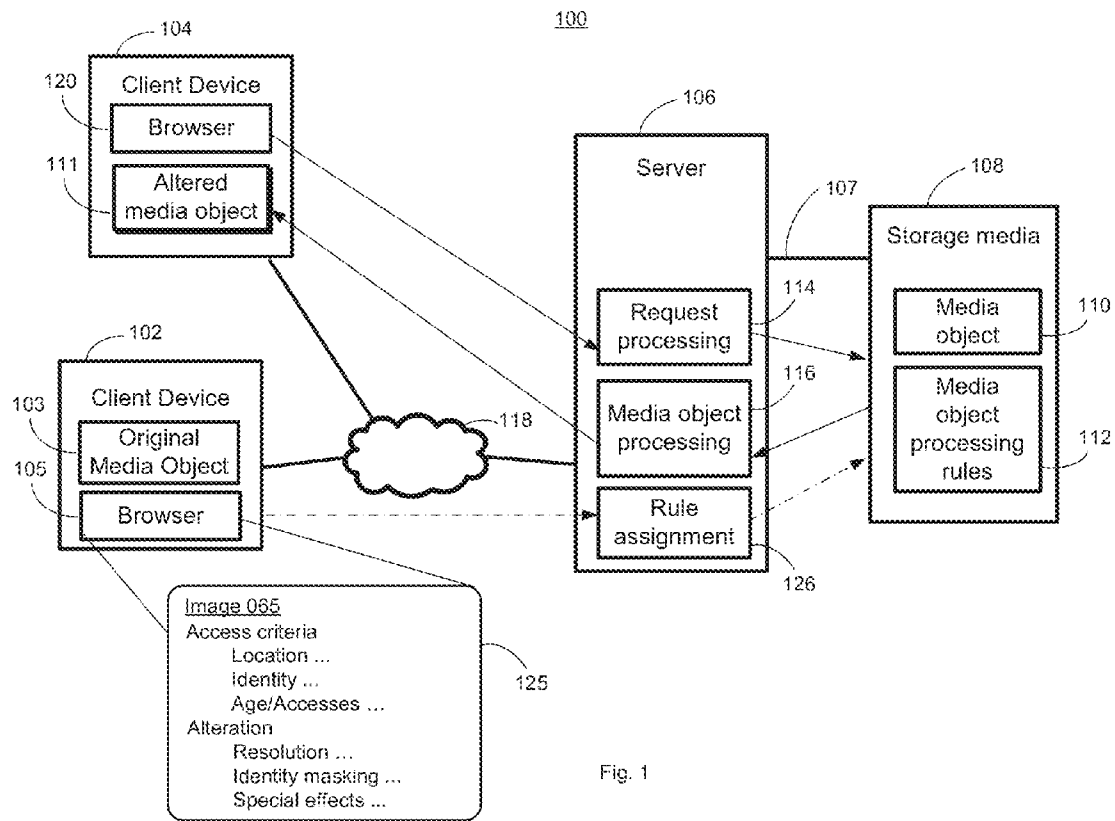 100
104
Client Device
120
Browser
111
Altered
media object
106
Server
107
108
Storage media
114
Request
processing
Media
object
110
116
Media object
processing
Media
object
processing
rules
112
102
Client Device
103
Original
Media Object
105
Browser
118
Rule
assignment
126
Image 065
Access criteria
Location ...
Identity ...
Age/Accesses ...
Alteration
Resolution ...
Identity masking ...
Special effects ...
125
Fig. 1